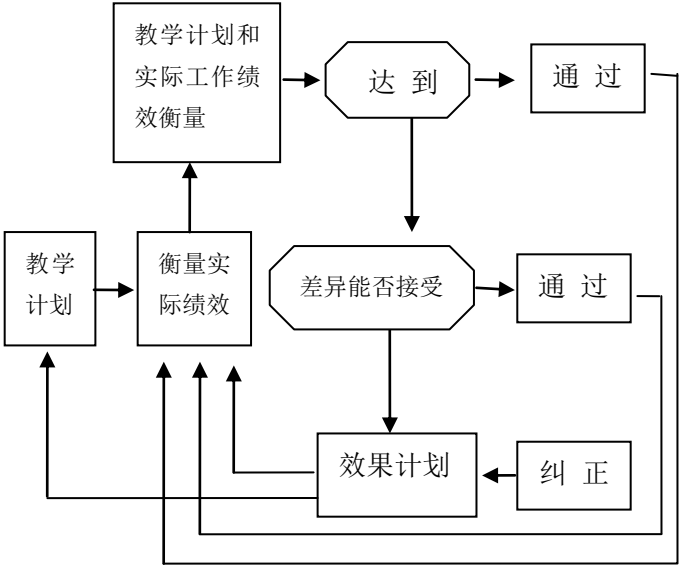 教学计划和
实际工作绩
效衡量
达 到
通 过
教学
计划
衡量实
际绩效
差异能否接受
通 过
效果计划
纠 正